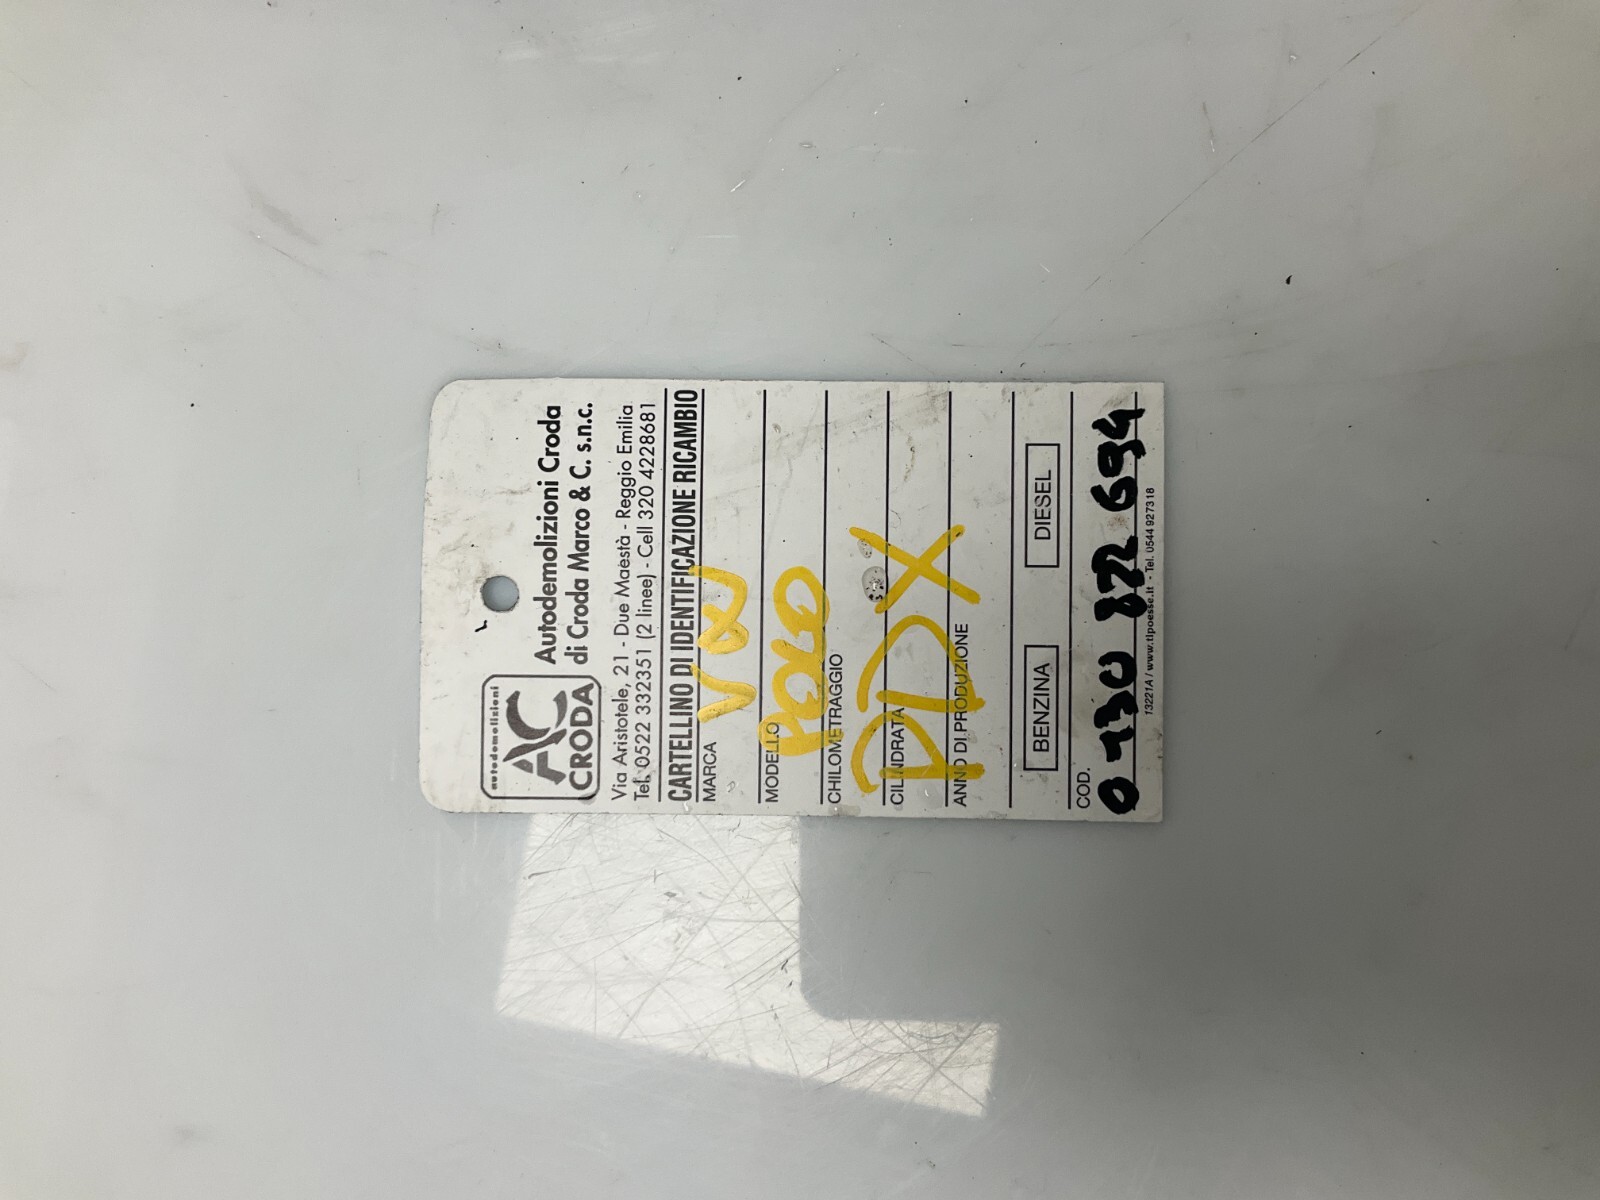 autodemolizioni
AC
CRODA
Autodemolizioni Croda
di Croda Marco & C. s.n.c.
Via Aristotele, 21 - Due Maestà - Reggio Emilia
Tel. 0522 332351 (2 linee) - Cell 320 4228681
CARTELLINO DI IDENTIFICAZIONE RICAMBIO
MARCA VW
MODELLO POLO
CHILOMETRAGGIO
CILINDRATA PDX
ANNO DI PRODUZIONE
BENZINA DIESEL
COD.
0 130 822 694
13221A / www.tipoesse.it - Tel. 0544 927318